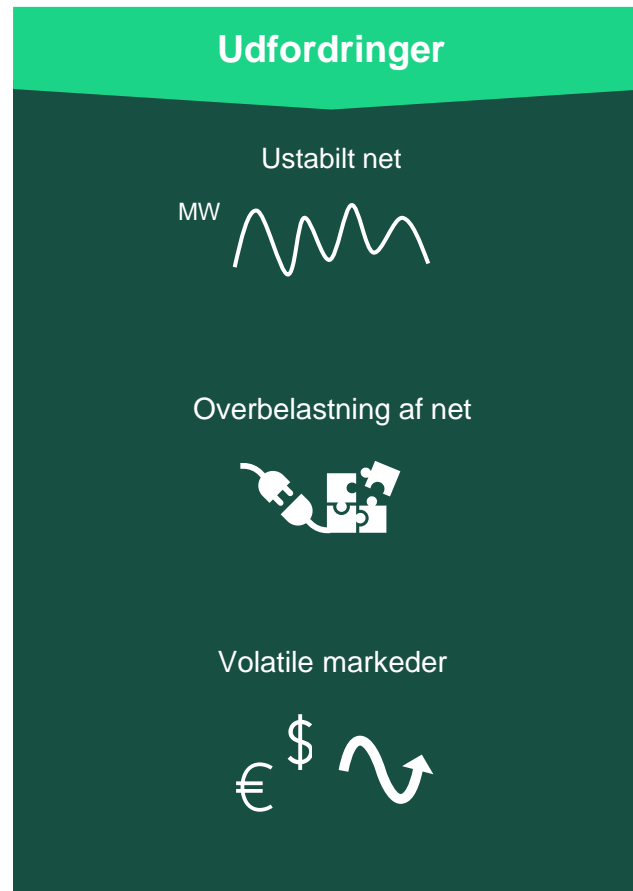 Udfordringer
Ustabilt net
MW
Overbelastning af net
Volatile markeder
$
€